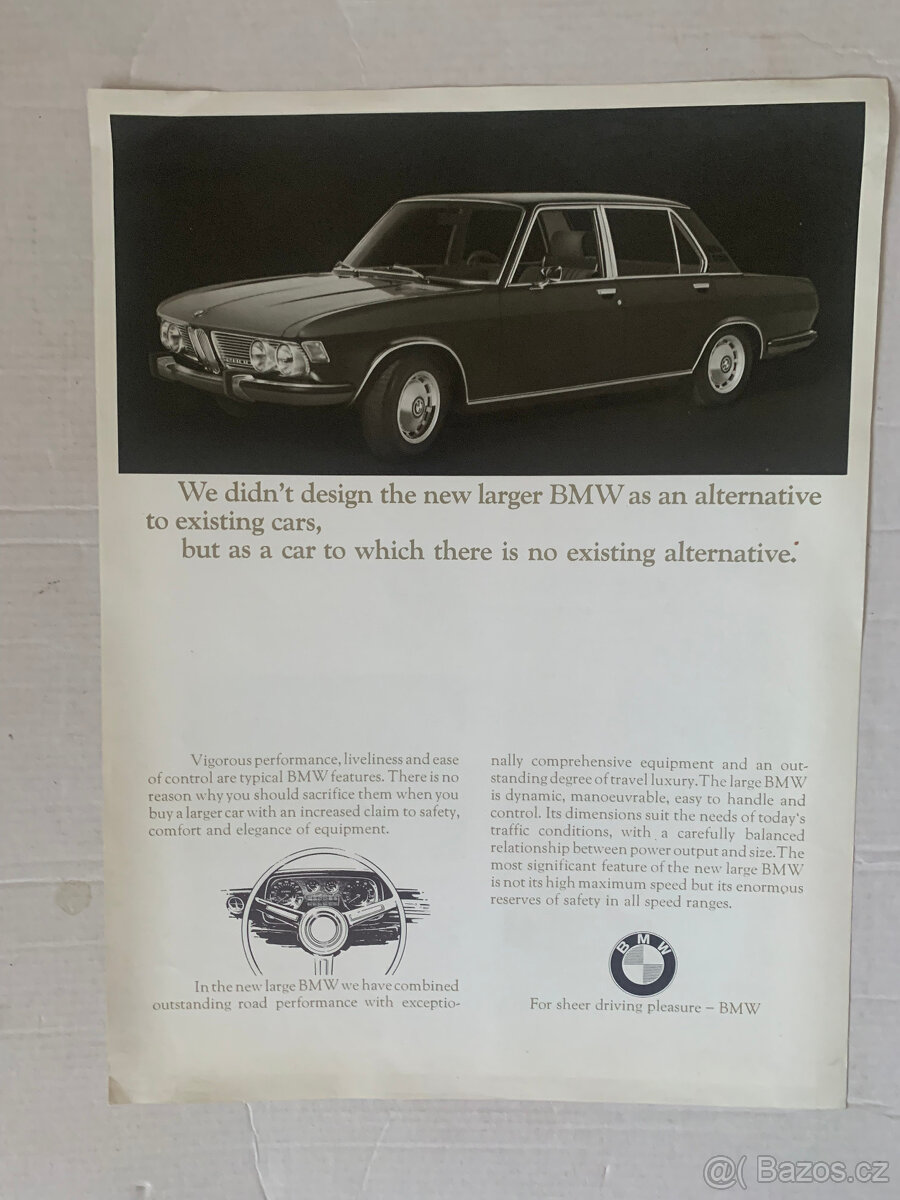 We didn't design the new larger BMW as an alternative
to existing cars,
but as a car to which there is no existing alternative.
Vigorous performance, liveliness and ease
of control are typical BMW features. There is no
reason why you should sacrifice them when you
buy a larger car with an increased claim to safety,
comfort and elegance of equipment.
In the new large BMW we have combined
outstanding road performance with exceptio-
nally comprehensive equipment and an out-
standing degree of travel luxury. The large BMW
is dynamic, manoeuvrable, easy to handle and
control. Its dimensions suit the needs of today's
traffic conditions, with a carefully balanced
relationship between power output and size. The
most significant feature of the new large BMW
is not its high maximum speed but its enormous
reserves of safety in all speed ranges.
BMW
For sheer driving pleasure – BMW
@( Bazos.cz